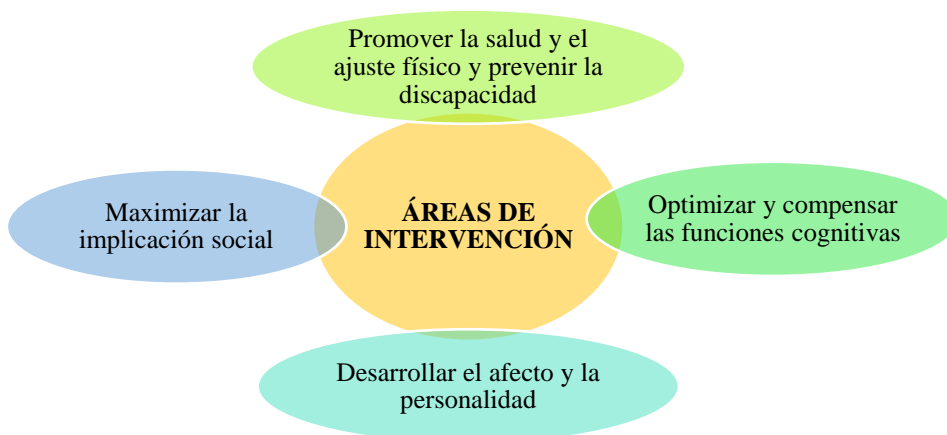 Promover la salud y el
ajuste físico y prevenir la
discapacidad
Maximizar la
implicación social
ÁREAS DE
INTERVENCIÓN
Optimizar y compensar
las funciones cognitivas
Desarrollar el afecto y la
personalidad